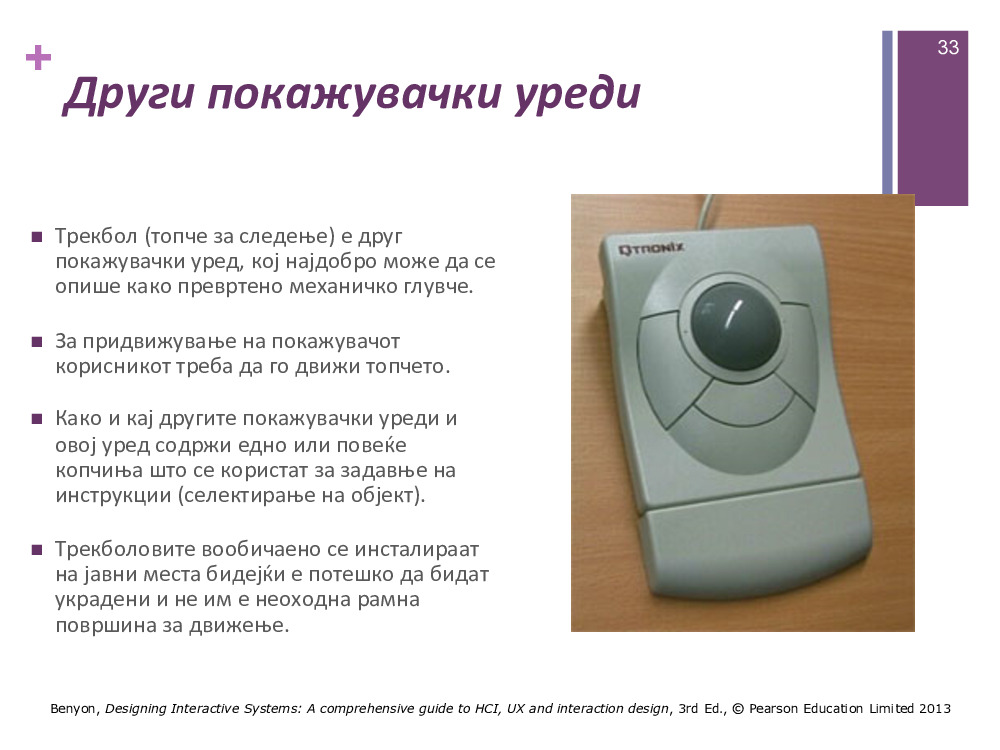 33
+
Други покажувачки уреди
Трекбол (топче за следење) е друг
покажувачки уред, кој најдобро може да се
опише како превртено механичко глувче.
За придвижување на покажувачот
корисникот треба да го движи топчето.
Како и кај другите покажувачки уреди и
овој уред содржи едно или повеќе
копчиња што се користат за задавње на
инструкции (селектирање на објект).
Трекболовите вообичаено се инсталираат
на јавни места бидејќи е потешко да бидат
украдени и не им е неоходна рамна
површина за движење.
QTRONIX
Benyon, Designing Interactive Systems: A comprehensive guide to HCI, UX and interaction design, 3rd Ed., © Pearson Education Limited 2013